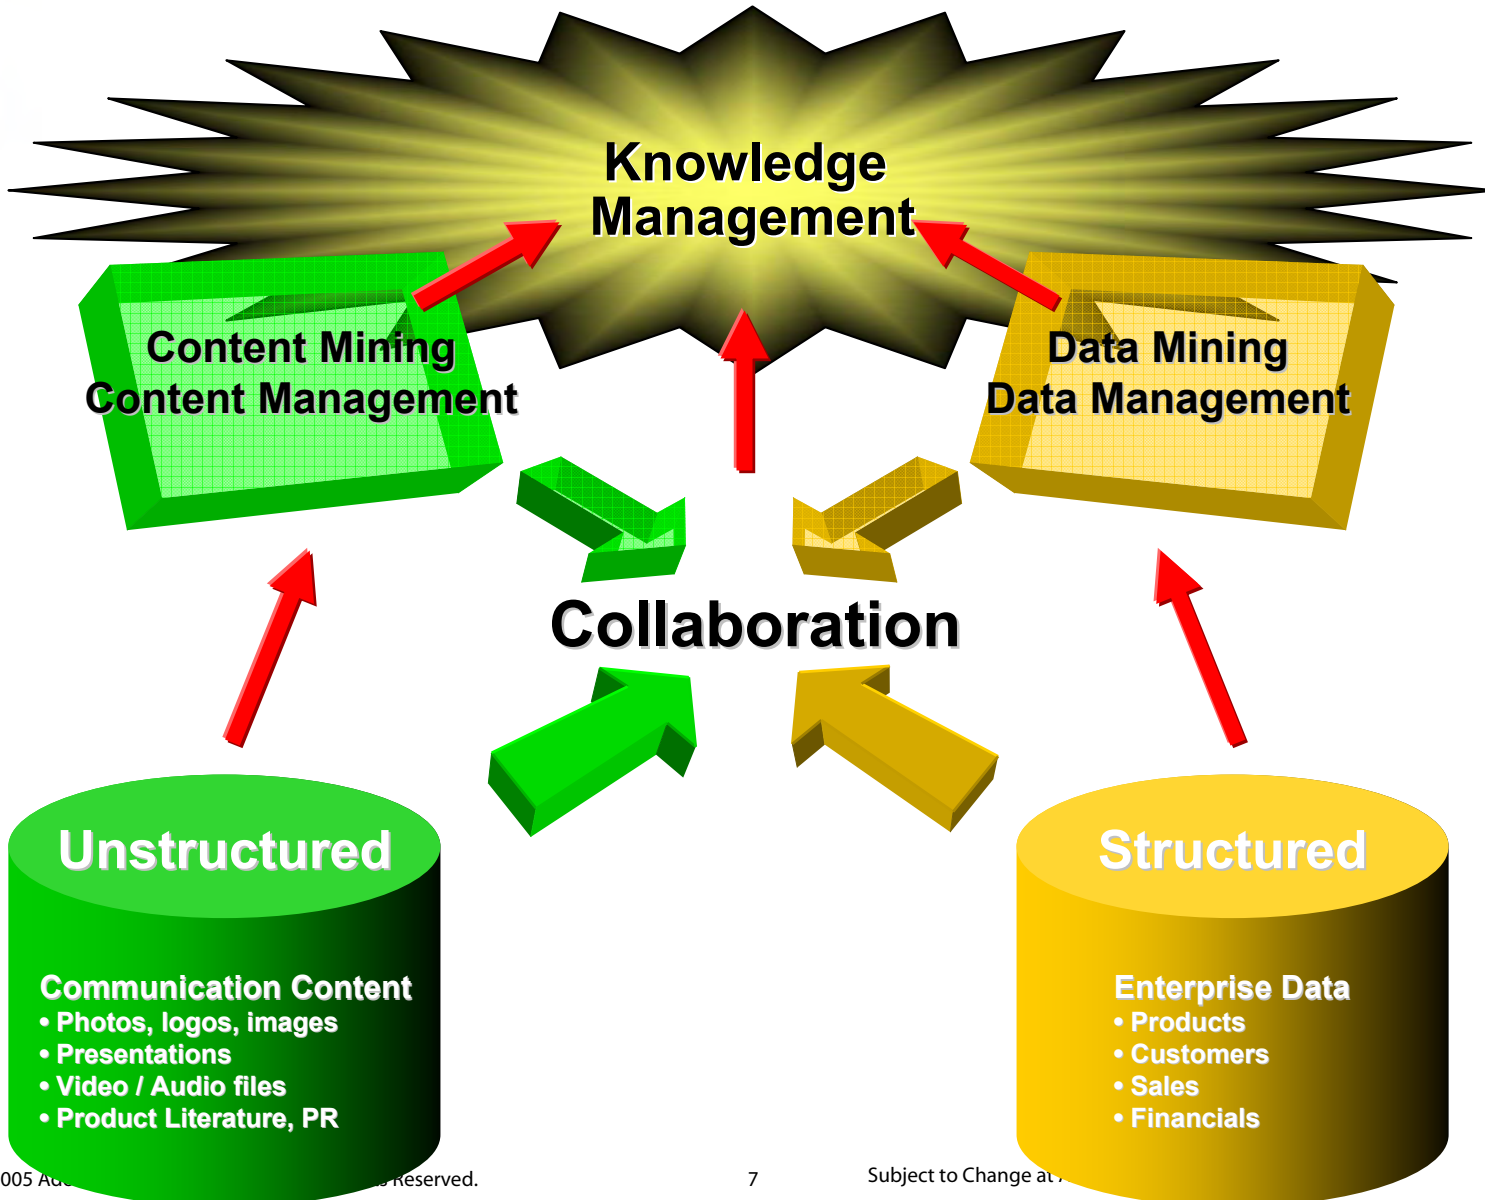 Knowledge
Management
Content Mining
Content Management
Data Mining
Data Management
Collaboration
Unstructured
Communication Content
• Photos, logos, images
• Presentations
• Video / Audio files
• Product Literature, PR
Structured
Enterprise Data
• Products
• Customers
• Sales
• Financials
Reserved.
7
Subject to Change at